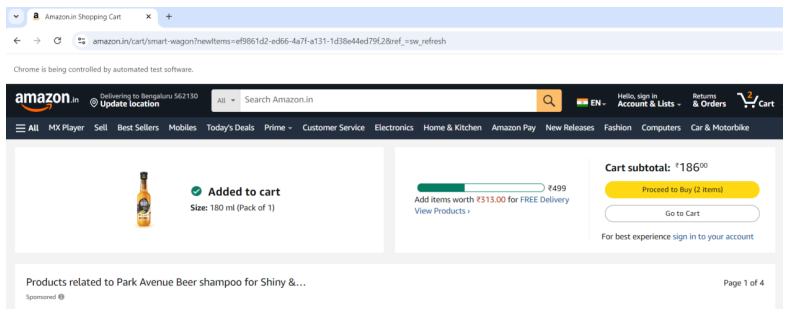 Amazon.in Shopping Cart
amazon.in/cart/smart-wagon?newItems=ef9861d2-ed66-4a7f-a131-1d38e44ed79f,2&ref_=sw_refresh
Chrome is being controlled by automated test software.
amazon.in
Delivering to Bengaluru 562130
Update location
All
Search Amazon.in
EN
Hello, sign in
Account & Lists
Returns
& Orders
2
Cart
All MX Player Sell Best Sellers Mobiles Today's Deals Prime Customer Service Electronics Home & Kitchen Amazon Pay New Releases Fashion Computers Car & Motorbike
Added to cart
Size: 180 ml (Pack of 1)
₹499
Add items worth ₹313.00 for FREE Delivery
View Products ›
Cart subtotal: ₹18600
Proceed to Buy (2 items)
Go to Cart
For best experience sign in to your account
Products related to Park Avenue Beer shampoo for Shiny &...
Page 1 of 4
Sponsored